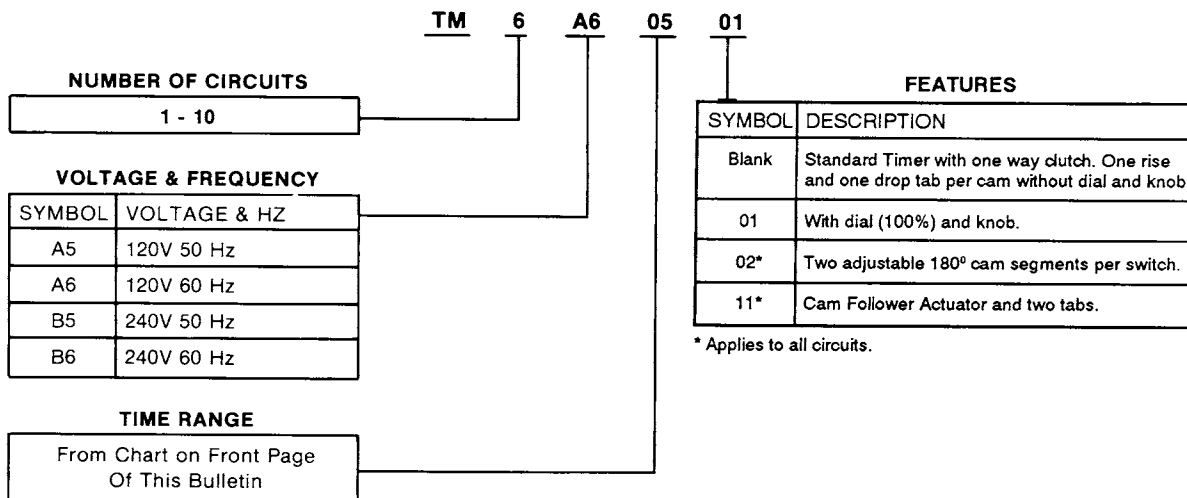 TM 6 A6 05 01
NUMBER OF CIRCUITS
1 - 10
VOLTAGE & FREQUENCY
SYMBOL VOLTAGE & HZ
A5 120V 50 Hz
A6 120V 60 Hz
B5 240V 50 Hz
B6 240V 60 Hz
TIME RANGE
From Chart on Front Page
Of This Bulletin
FEATURES
SYMBOL DESCRIPTION
Blank Standard Timer with one way clutch. One rise
and one drop tab per cam without dial and knob
01 With dial (100%) and knob.
02* Two adjustable 180º cam segments per switch.
11* Cam Follower Actuator and two tabs.
* Applies to all circuits.